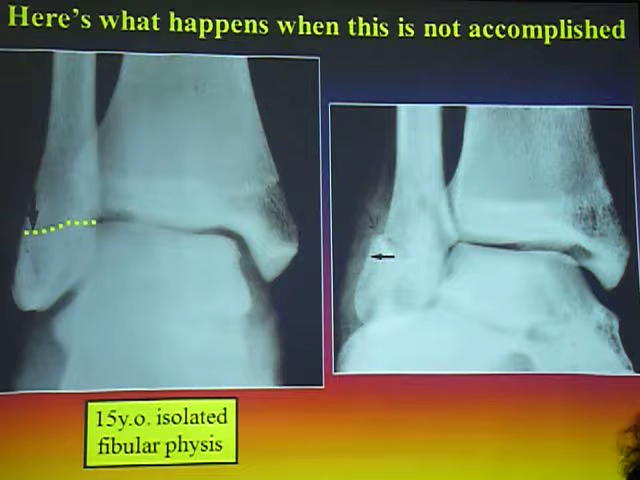 Here's what happens when this is not accomplished
15y.o. isolated
fibular physis